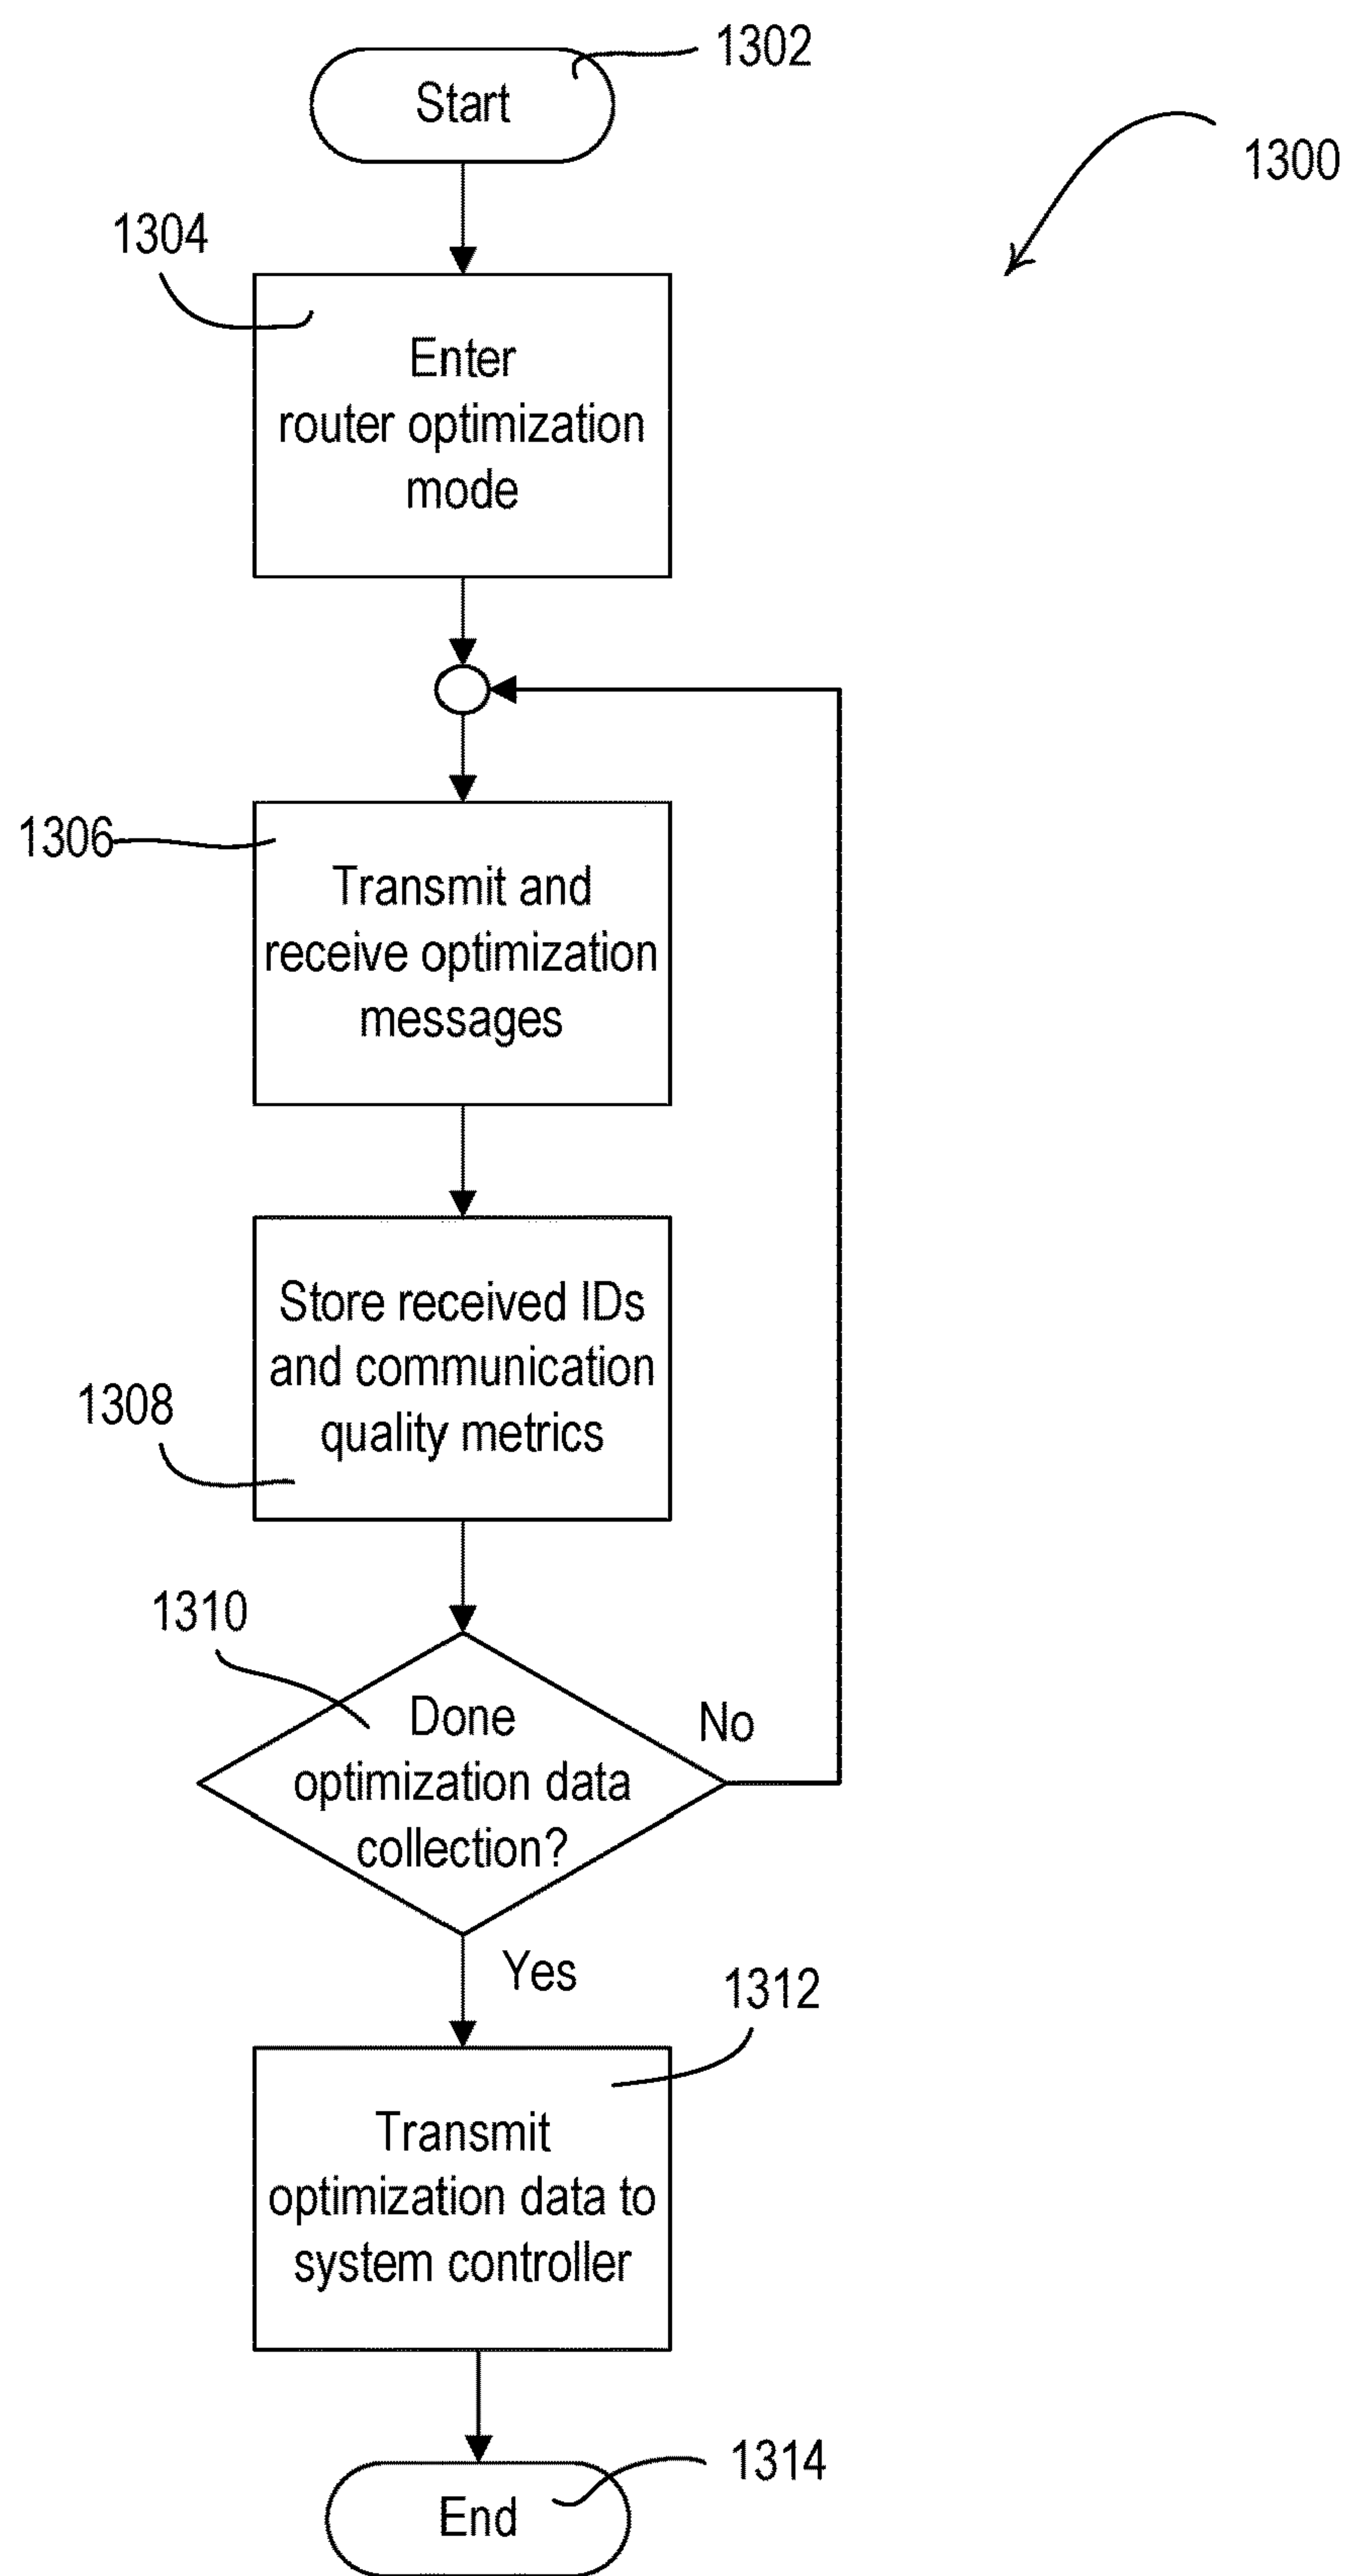 1302
Start
1300
1304
Enter
router optimization
mode
1306
Transmit and
receive optimization
messages
Store received IDs
and communication
quality metrics
1308
1310
Done
optimization data
collection?
No
Yes
1312
Transmit
optimization data to
system controller
1314
End